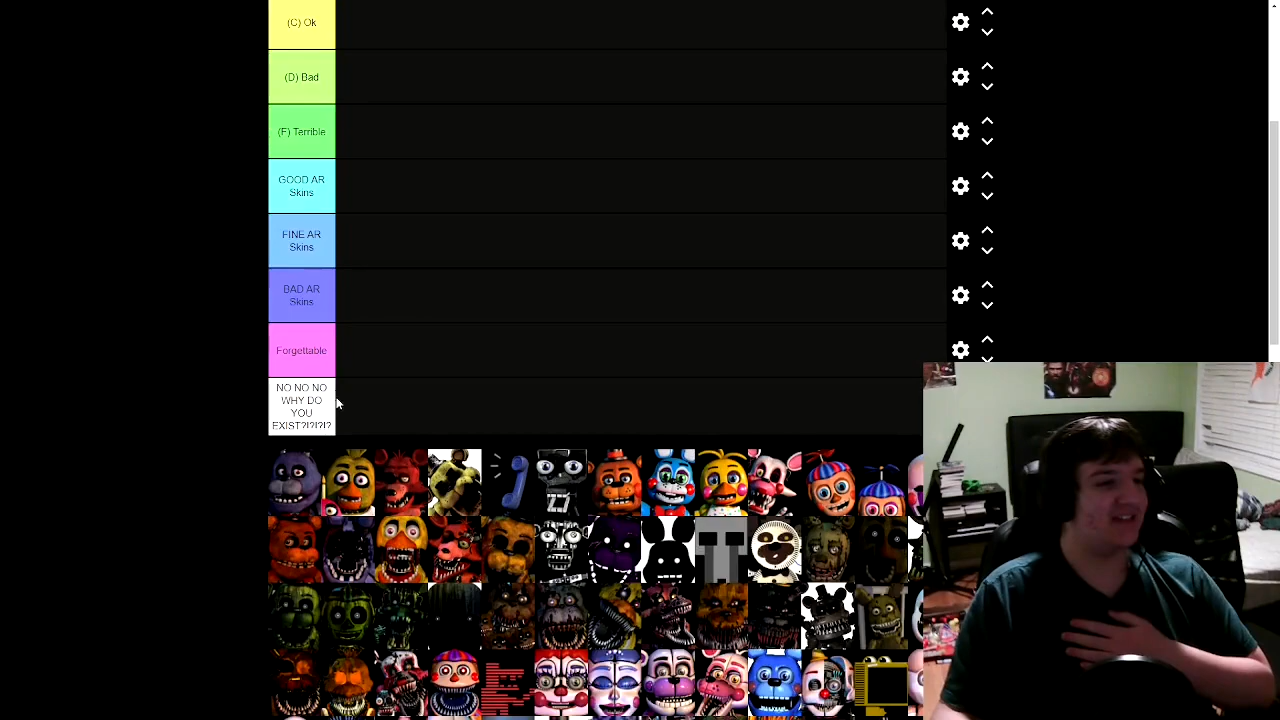 (C) Ok
(D) Bad
(F) Terrible
GOOD AR
Skins
FINE AR
Skins
BAD AR
Skins
Forgettable
NO NO NO
WHY DO
YOU
EXIST?!?!?!?